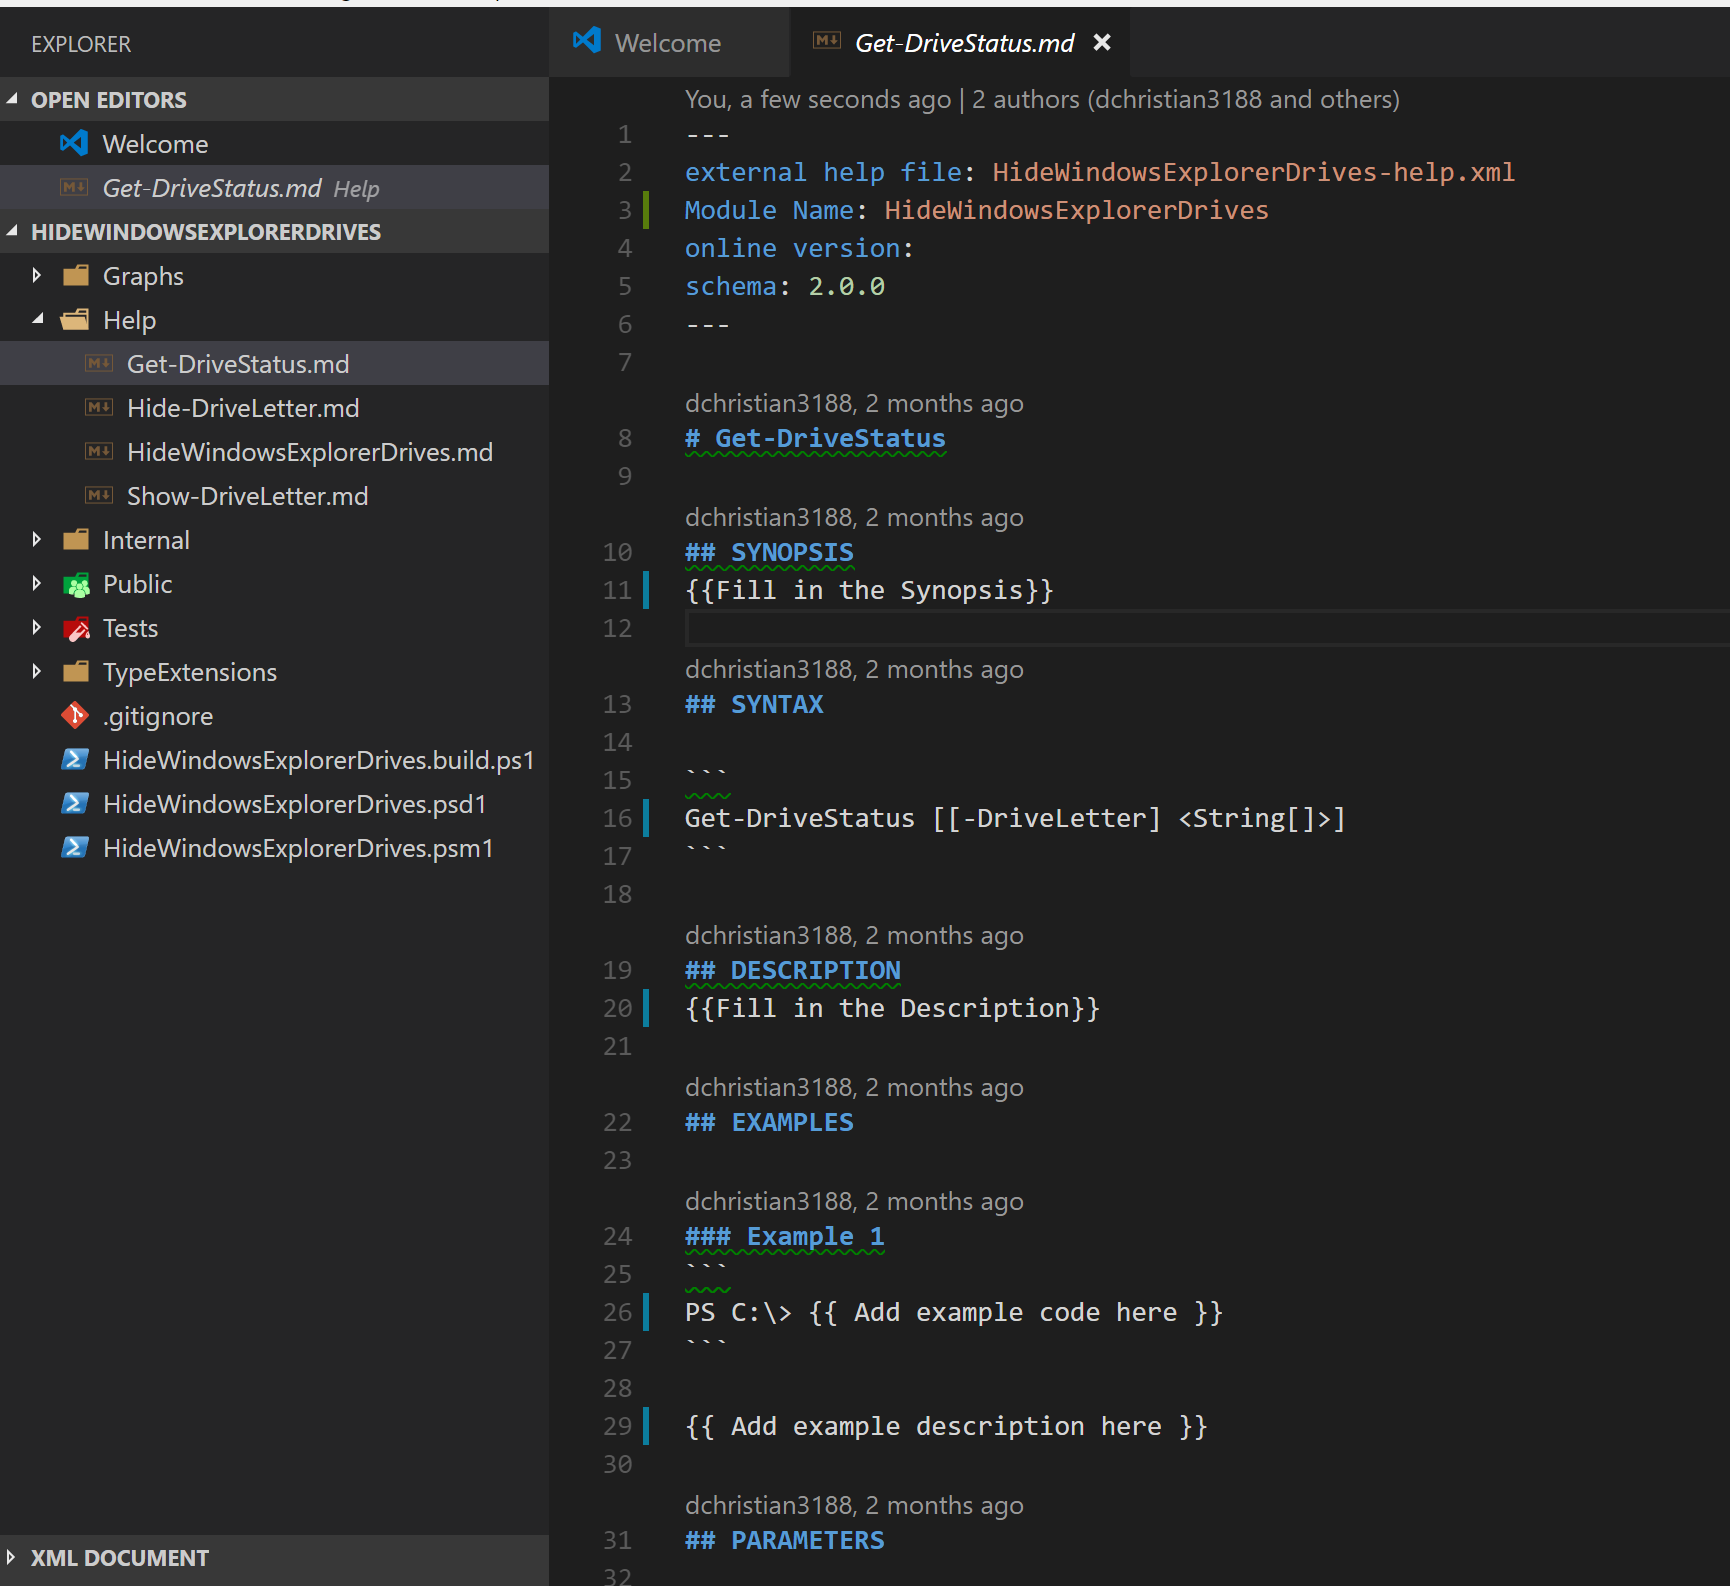 EXPLORER
OPEN EDITORS
Welcome
Get-DriveStatus.md Help
HIDEWINDOWSEXPLORERDRIVES
Graphs
Help
Get-DriveStatus.md
Hide-DriveLetter.md
HideWindowsExplorerDrives.md
Show-DriveLetter.md
Internal
Public
Tests
TypeExtensions
.gitignore
HideWindowsExplorerDrives.build.ps1
HideWindowsExplorerDrives.psd1
HideWindowsExplorerDrives.psm1
XML DOCUMENT
Welcome
Get-DriveStatus.md
You, a few seconds ago | 2 authors (dchristian3188 and others)
1 ---
2 external help file: HideWindowsExplorerDrives-help.xml
3 Module Name: HideWindowsExplorerDrives
4 online version:
5 schema: 2.0.0
6 ---
7
dchristian3188, 2 months ago
8 # Get-DriveStatus
9
dchristian3188, 2 months ago
10 ## SYNOPSIS
11 {{Fill in the Synopsis}}
12
dchristian3188, 2 months ago
13 ## SYNTAX
14
15 ```
16 Get-DriveStatus [[-DriveLetter] <String[]>]
17 ```
18
dchristian3188, 2 months ago
19 ## DESCRIPTION
20 {{Fill in the Description}}
21
dchristian3188, 2 months ago
22 ## EXAMPLES
23
dchristian3188, 2 months ago
24 ### Example 1
25 ```
26 PS C:\> {{ Add example code here }}
27 ```
28
29 {{ Add example description here }}
30
dchristian3188, 2 months ago
31 ## PARAMETERS
32